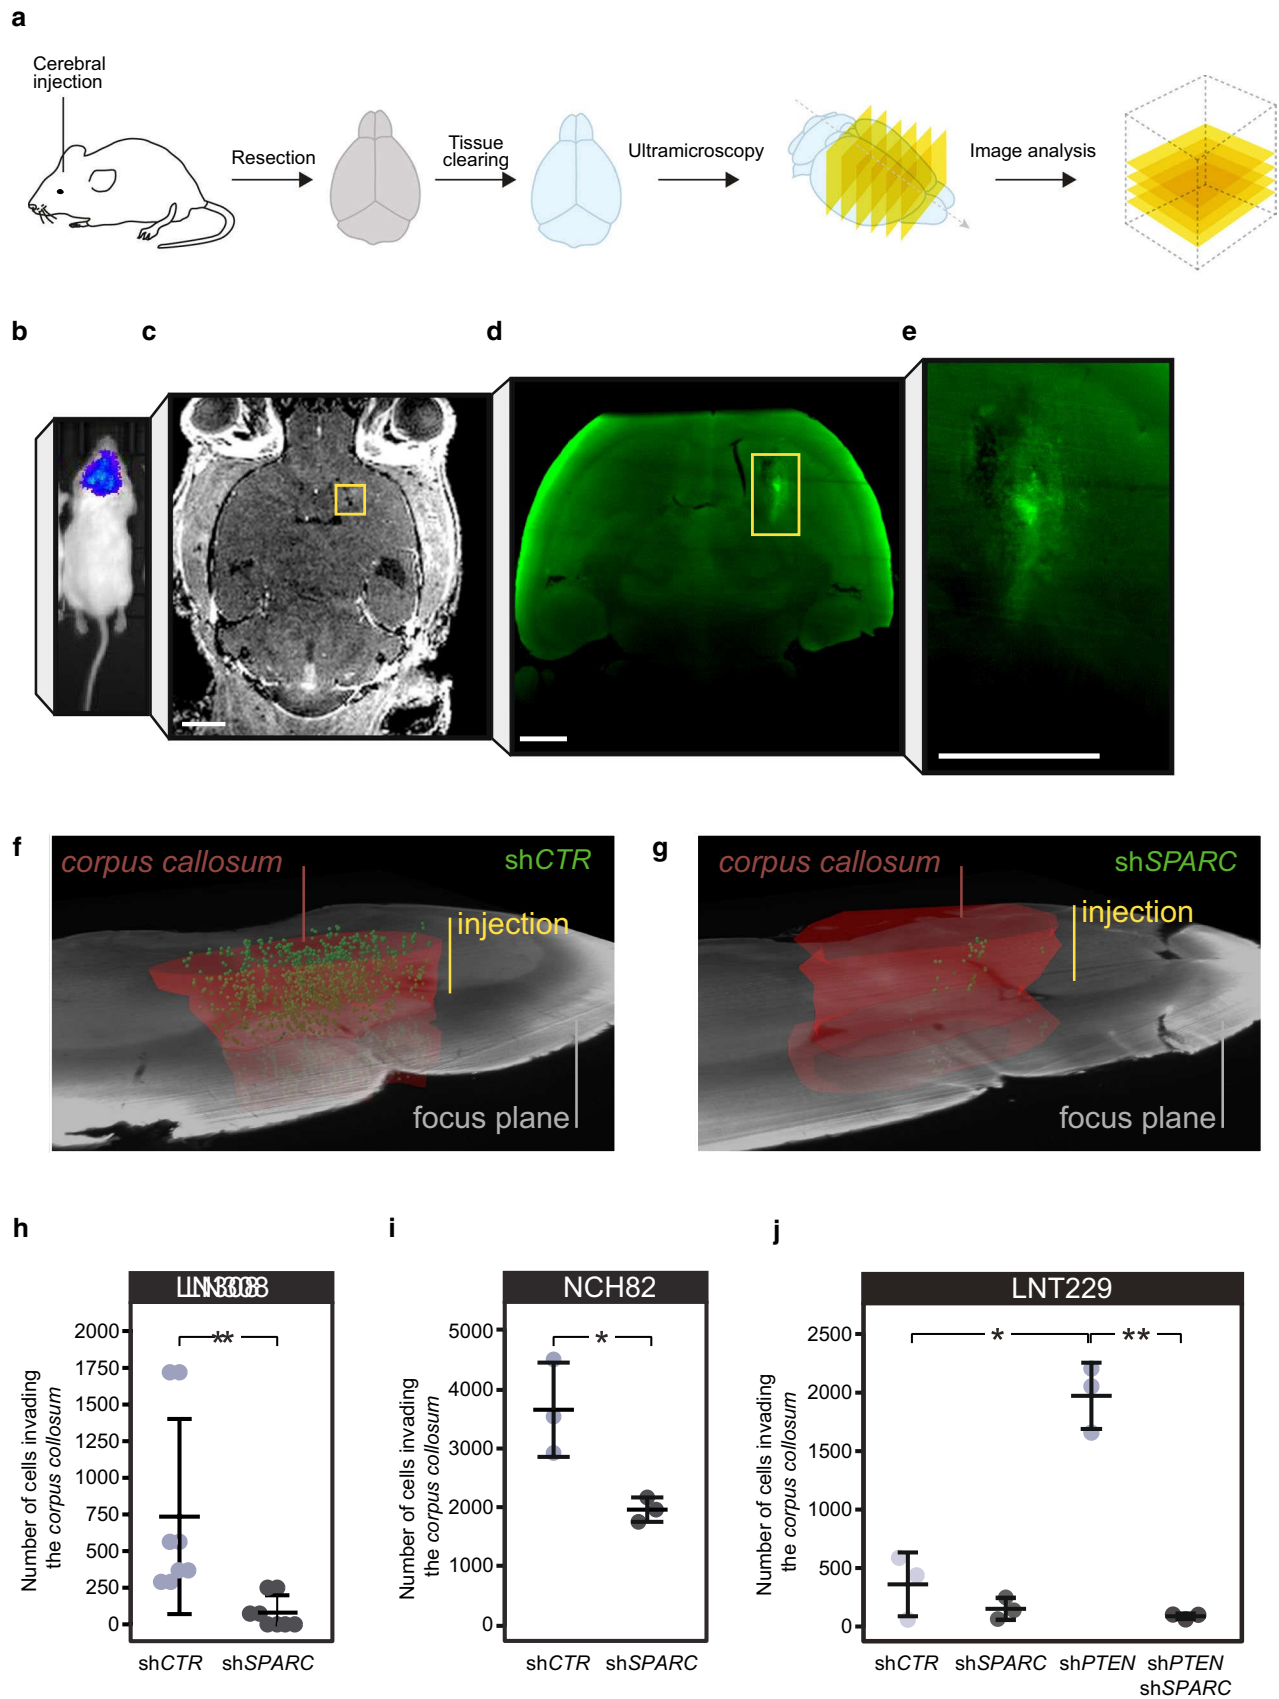 a
Cerebral
injection
Resection
Tissue
clearing
Ultramicroscopy
Image analysis
b
c
d
e
f
corpus callosum
shCTR
injection
focus plane
g
corpus callosum
shSPARC
injection
focus plane
h
LN308
**
Number of cells invading
the corpus collosum
2000
1750
1500
1250
1000
750
500
250
0
shCTR
shSPARC
i
NCH82
*
Number of cells invading
the corpus collosum
5000
4000
3000
2000
1000
0
shCTR
shSPARC
j
LNT229
*
**
Number of cells invading
the corpus collosum
2500
2000
1500
1000
500
0
shCTR
shSPARC
shPTEN
shPTEN
shSPARC